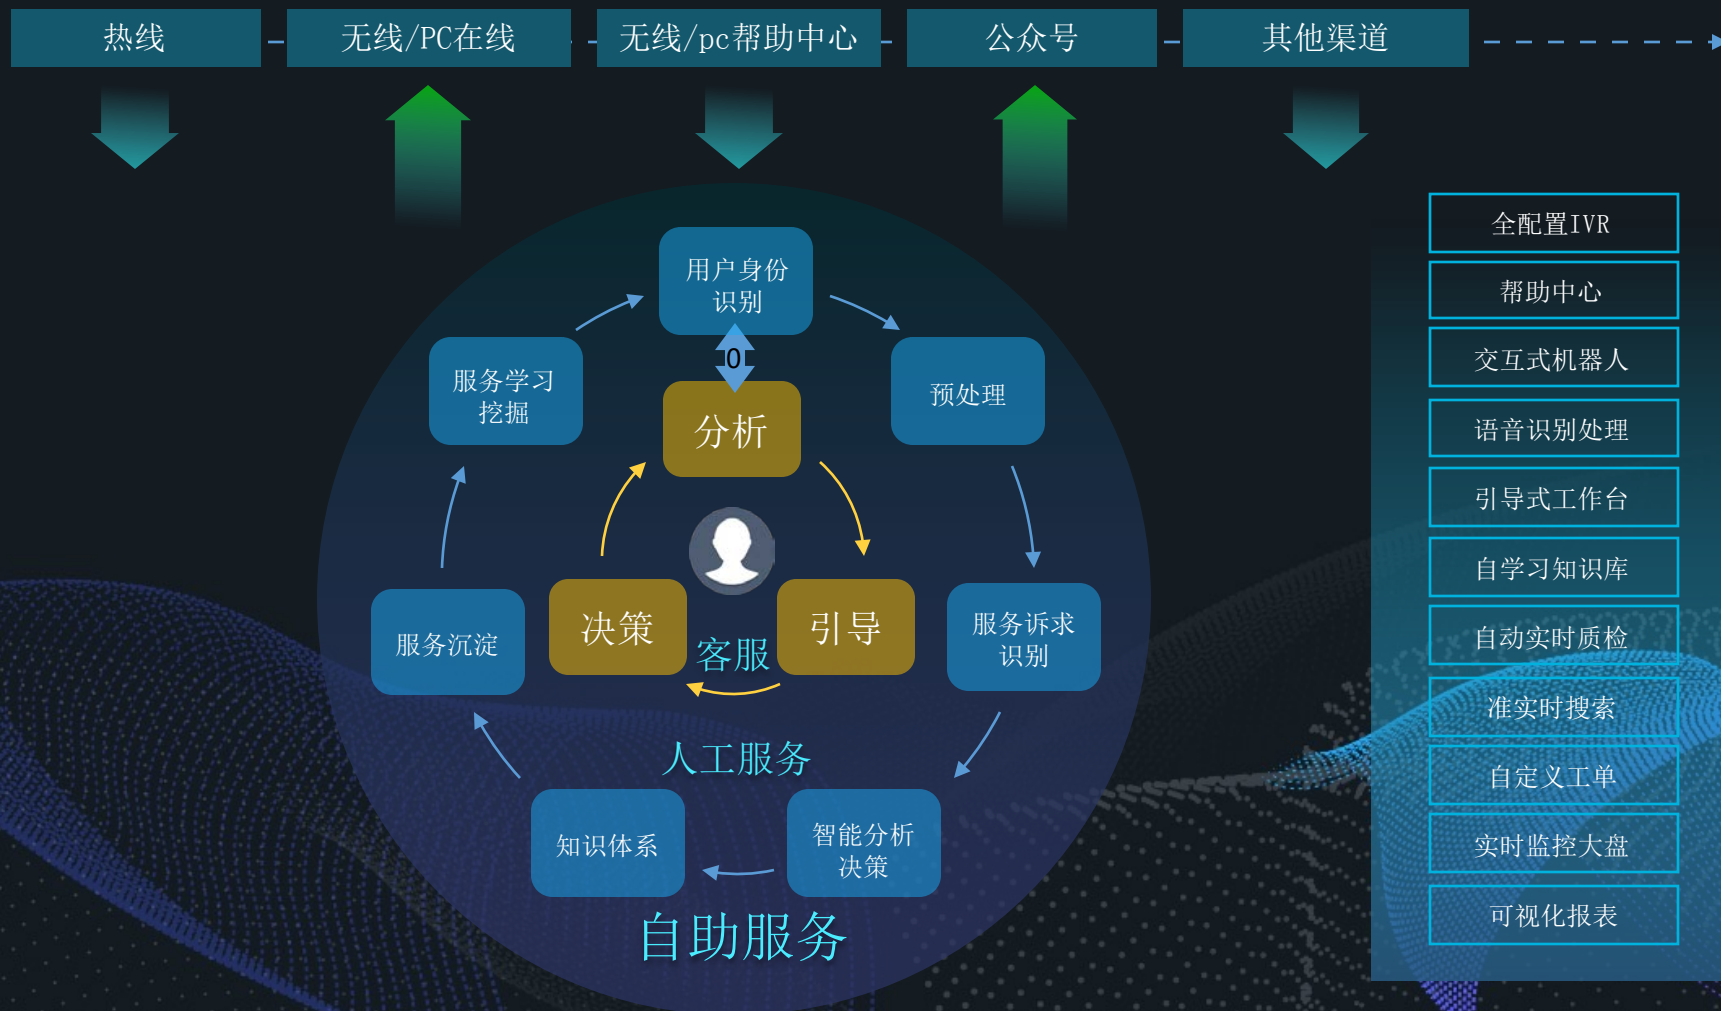 热线
无线/PC在线
无线/pc帮助中心
公众号
其他渠道
用户身份
识别
0
服务学习
挖掘
预处理
分析
服务沉淀
决策
客服
引导
服务诉求
识别
人工服务
知识体系
智能分析
决策
自助服务
全配置IVR
帮助中心
交互式机器人
语音识别处理
引导式工作台
自学习知识库
自动实时质检
准实时搜索
自定义工单
实时监控大盘
可视化报表